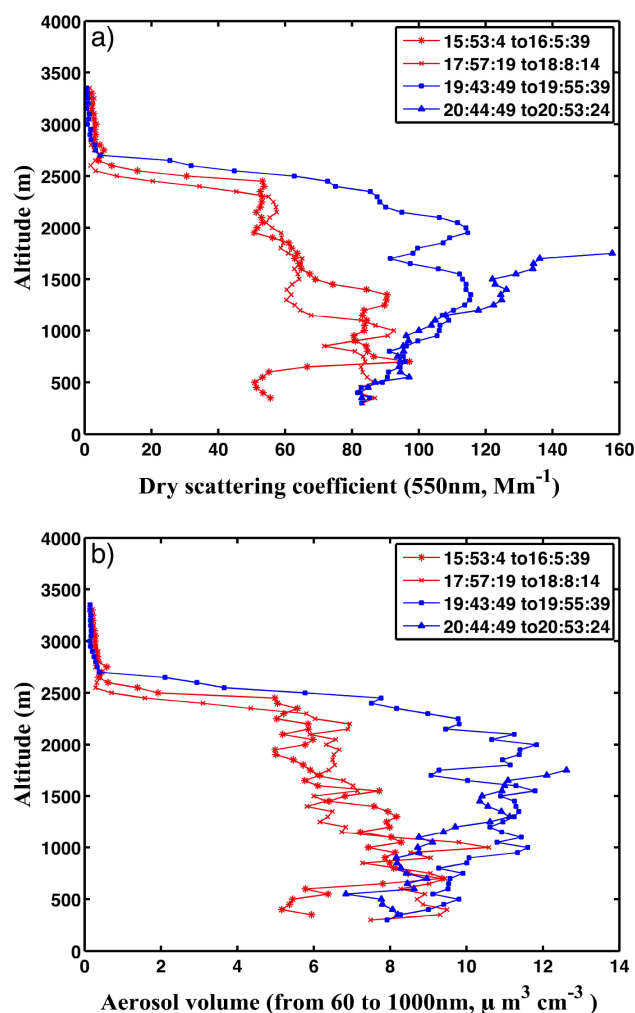 a)
15:53:4 to16:5:39
17:57:19 to18:8:14
19:43:49 to19:55:39
20:44:49 to20:53:24
4000
3500
3000
2500
2000
1500
1000
500
0
Altitude (m)
0 20 40 60 80 100 120 140 160
Dry scattering coefficient (550nm, Mm⁻¹)
b)
15:53:4 to16:5:39
17:57:19 to18:8:14
19:43:49 to19:55:39
20:44:49 to20:53:24
4000
3500
3000
2500
2000
1500
1000
500
0
Altitude (m)
0 2 4 6 8 10 12 14
Aerosol volume (from 60 to 1000nm, μ m³ cm⁻³ )